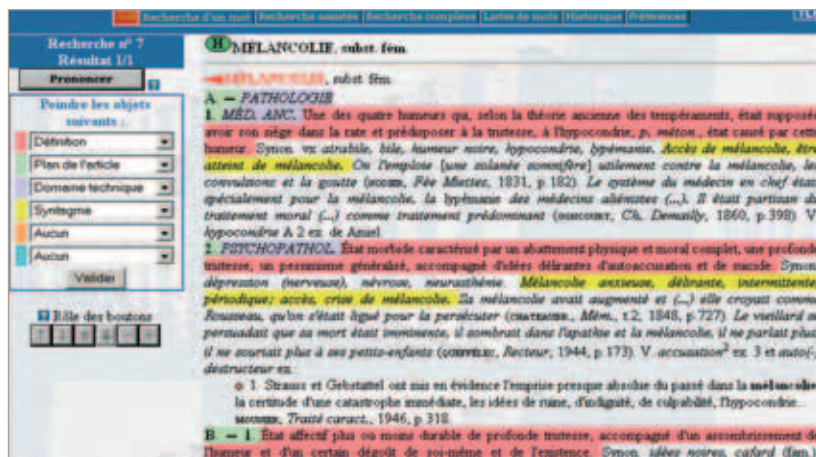 Recherche d'un mot Recherche assistée Recherche complexe Listes de mots Historique Préférences
Recherche nº 7
Résultat 1/1
Prononcer
Peindre les objets
suivants :
Définition
Plan de l'article
Domaine technique
Syntagme
Aucun
Aucun
Valider
Rôle des boutons
MÉLANCOLIE, subst. fém.
MÉLANCOLIE, subst. fém.
A. − PATHOLOGIE
1. MÉD. ANC. Une des quatre humeurs qui, selon la théorie ancienne des tempéraments, était supposée
avoir son siège dans la rate et prédisposer à la tristesse, à l'hypocondrie, p. méton., état causé par cette
humeur. Synon. vx atrabile, bile, humeur noire, hypocondrie, lypémanie. Accès de mélancolie, être
atteint de mélancolie. On l'emploie [une solanée somnifère] utilement contre la mélancolie, les
convulsions et la goutte (NODIER, Fée Miettes, 1831, p.182). Le système du médecin en chef était
spécialement pour la mélancolie, la lypémanie des médecins aliénistes (...). Il était partisan du
traitement moral (...) comme traitement prédominant (GONCOURT, Ch. Demailly, 1860, p.398). V.
hypocondrie A 2 ex. de Amiel.
2. PSYCHOPATHOL. État morbide caractérisé par un abattement physique et moral complet, une profonde
tristesse, un pessimisme généralisé, accompagné d'idées délirantes d'autoaccusation et de suicide. Synon.
dépression (nerveuse), névrose, neurasthénie. Mélancolie anxieuse, délirante, intermittente,
périodique; accès, crise de mélancolie. Sa mélancolie avait augmenté et (...) elle croyait comme
Rousseau, qu'on s'était ligué pour la persécuter (CHATEAUBR., Mém., t.2, 1848, p.727). Le vieillard se
persuadait que sa mort était imminente, il sombrait dans l'apathie et la mélancolie, il ne parlait plus,
il ne souriait plus à ses petits-enfants (QUEFFÉLEC, Recteur, 1944, p.173). V. accusation² ex. 3 et auto(-)
destructeur ex.
1. Strauss et Gebstattel ont mis en évidence l'emprise presque absolue du passé dans la mélancolie
la certitude d'une catastrophe immédiate, les idées de ruine, d'indignité, de culpabilité, l'hypocondrie...
MOUNIER, Traité caract., 1946, p.318.
B. − 1. État affectif plus ou moins durable de profonde tristesse, accompagné d'un assombrissement de
l'humeur et d'un certain dégoût de soi-même et de l'existence. Synon. idées noires, cafard (fam.)